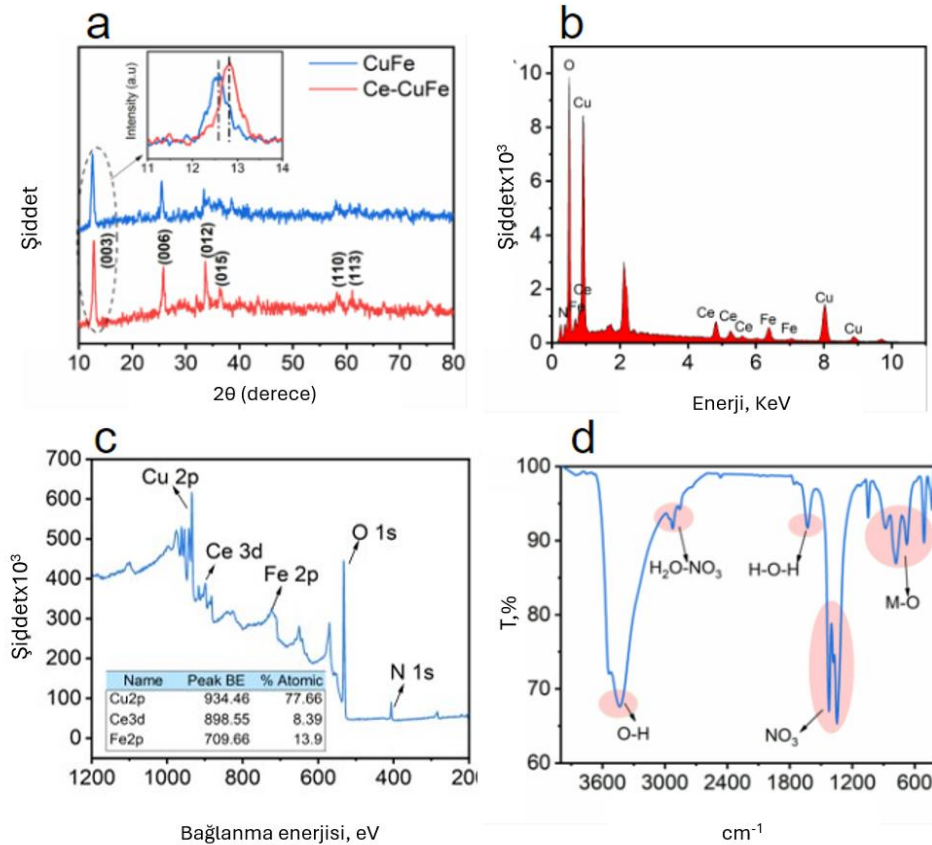 a
Intensity (a.u)
11 12 13 14
CuFe
Ce-CuFe
Şiddet
(003)
(006)
(012)
(015)
(110)
(113)
10 20 30 40 50 60 70 80
2θ (derece)
b
10
8
6
4
2
0
Şiddetx10³
O
Cu
Ce
N
Fe
Ce
Ce
Ce
Fe
Fe
Cu
Cu
0 2 4 6 8 10
Enerji, KeV
c
700
600
500
400
300
200
100
0
Şiddetx10³
Cu 2p
Ce 3d
Fe 2p
O 1s
N 1s
Name Peak BE % Atomic
Cu2p 934.46 77.66
Ce3d 898.55 8.39
Fe2p 709.66 13.9
1200 1000 800 600 400 200
Bağlanma enerjisi, eV
d
100
90
80
70
60
T,%
H₂O-NO₃
H-O-H
M-O
O-H
NO₃
3600 3000 2400 1800 1200 600
cm⁻¹